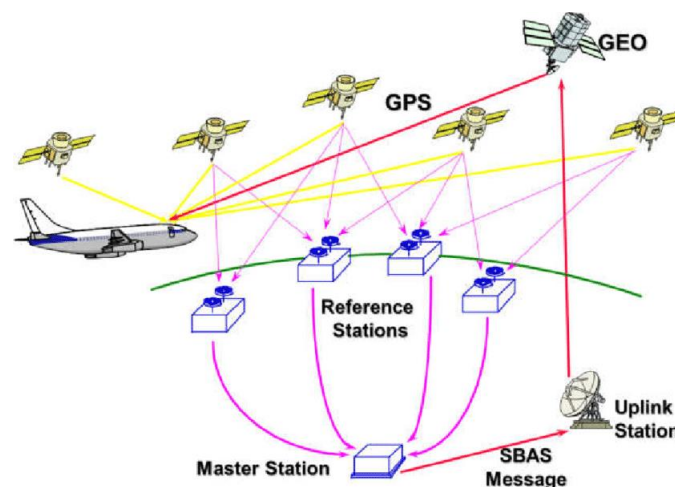 GEO
GPS
Reference
Stations
Uplink
Station
Master Station
SBAS
Message